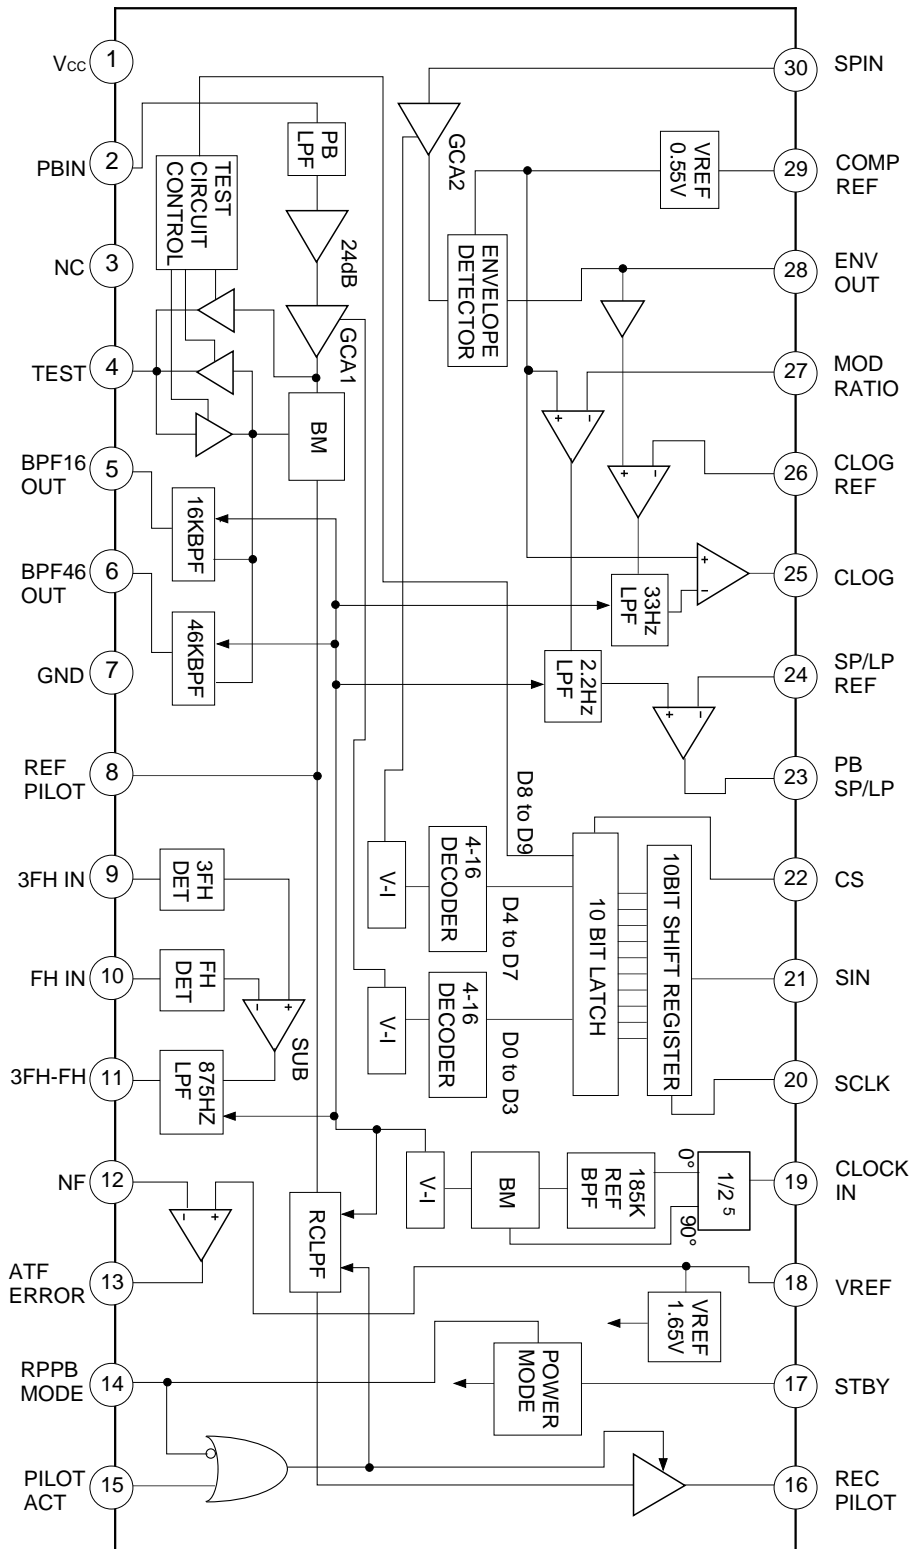 Vcc
1
PBIN
2
NC
3
TEST
4
BPF16
OUT
5
BPF46
OUT
6
GND
7
REF
PILOT
8
3FH IN
9
FH IN
10
3FH-FH
11
NF
12
ATF
ERROR
13
RPPB
MODE
14
PILOT
ACT
15
30
SPIN
29
COMP
REF
28
ENV
OUT
27
MOD
RATIO
26
CLOG
REF
25
CLOG
24
SP/LP
REF
23
PB
SP/LP
22
CS
21
SIN
20
SCLK
19
CLOCK
IN
18
VREF
17
STBY
16
REC
PILOT
TEST
CIRCUIT
CONTROL
PB
LPF
24dB
GCA1
BM
16KBPF
46KBPF
GCA2
ENVELOPE
DETECTOR
VREF
0.55V
+
−
+
−
+
−
33Hz
LPF
2.2Hz
LPF
+
−
D8 to D9
V-I
4-16
DECODER
D4 to D7
10 BIT LATCH
10BIT SHIFT REGISTER
V-I
4-16
DECODER
D0 to D3
3FH
DET
FH
DET
−
+
SUB
875HZ
LPF
V-I
BM
185K
REF
BPF
0°
90°
1/2 5
−
+
RCLPF
VREF
1.65V
POWER
MODE